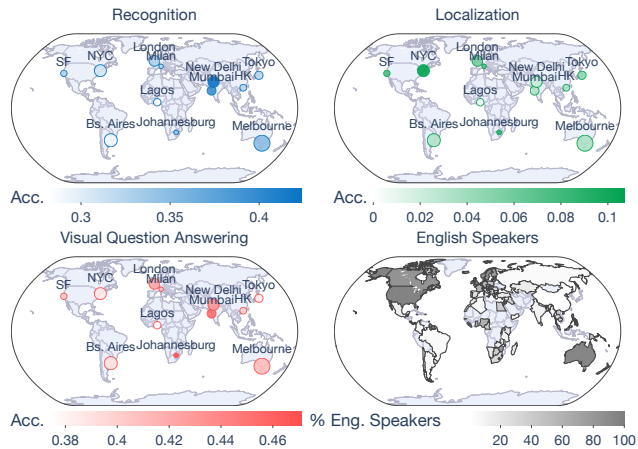 Recognition
London
Milan
NYC
SF
Tokyo
New Delhi
Mumbai
HK
Lagos
Bs. Aires
Johannesburg
Melbourne
Acc.
0.3
0.35
0.4
Localization
London
Milan
NYC
SF
Tokyo
New Delhi
Mumbai
HK
Lagos
Bs. Aires
Johannesburg
Melbourne
Acc.
0
0.02
0.04
0.06
0.08
0.1
Visual Question Answering
London
Milan
NYC
SF
Tokyo
New Delhi
Mumbai
HK
Lagos
Bs. Aires
Johannesburg
Melbourne
Acc.
0.38
0.4
0.42
0.44
0.46
English Speakers
% Eng. Speakers
20
40
60
80
100